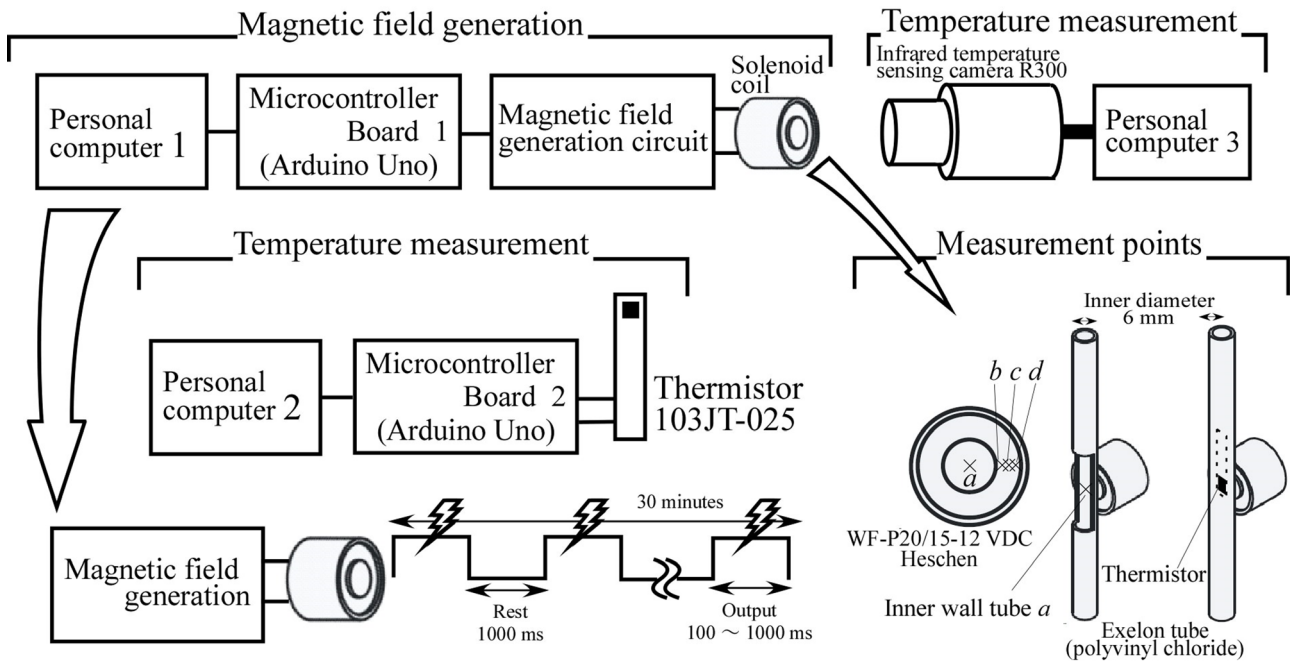 Magnetic field generation
Personal
computer 1
Microcontroller
Board 1
(Arduino Uno)
Magnetic field
generation circuit
Solenoid
coil
Temperature measurement
Infrared temperature
sensing camera R300
Personal
computer 3
Temperature measurement
Personal
computer 2
Microcontroller
Board 2
(Arduino Uno)
Thermistor
103JT-025
Measurement points
Inner diameter
6 mm
b c d
a
WF-P20/15-12 VDC
Heschen
Inner wall tube a
Thermistor
Exelon tube
(polyvinyl chloride)
Magnetic field
generation
30 minutes
Rest
1000 ms
Output
100 ～ 1000 ms